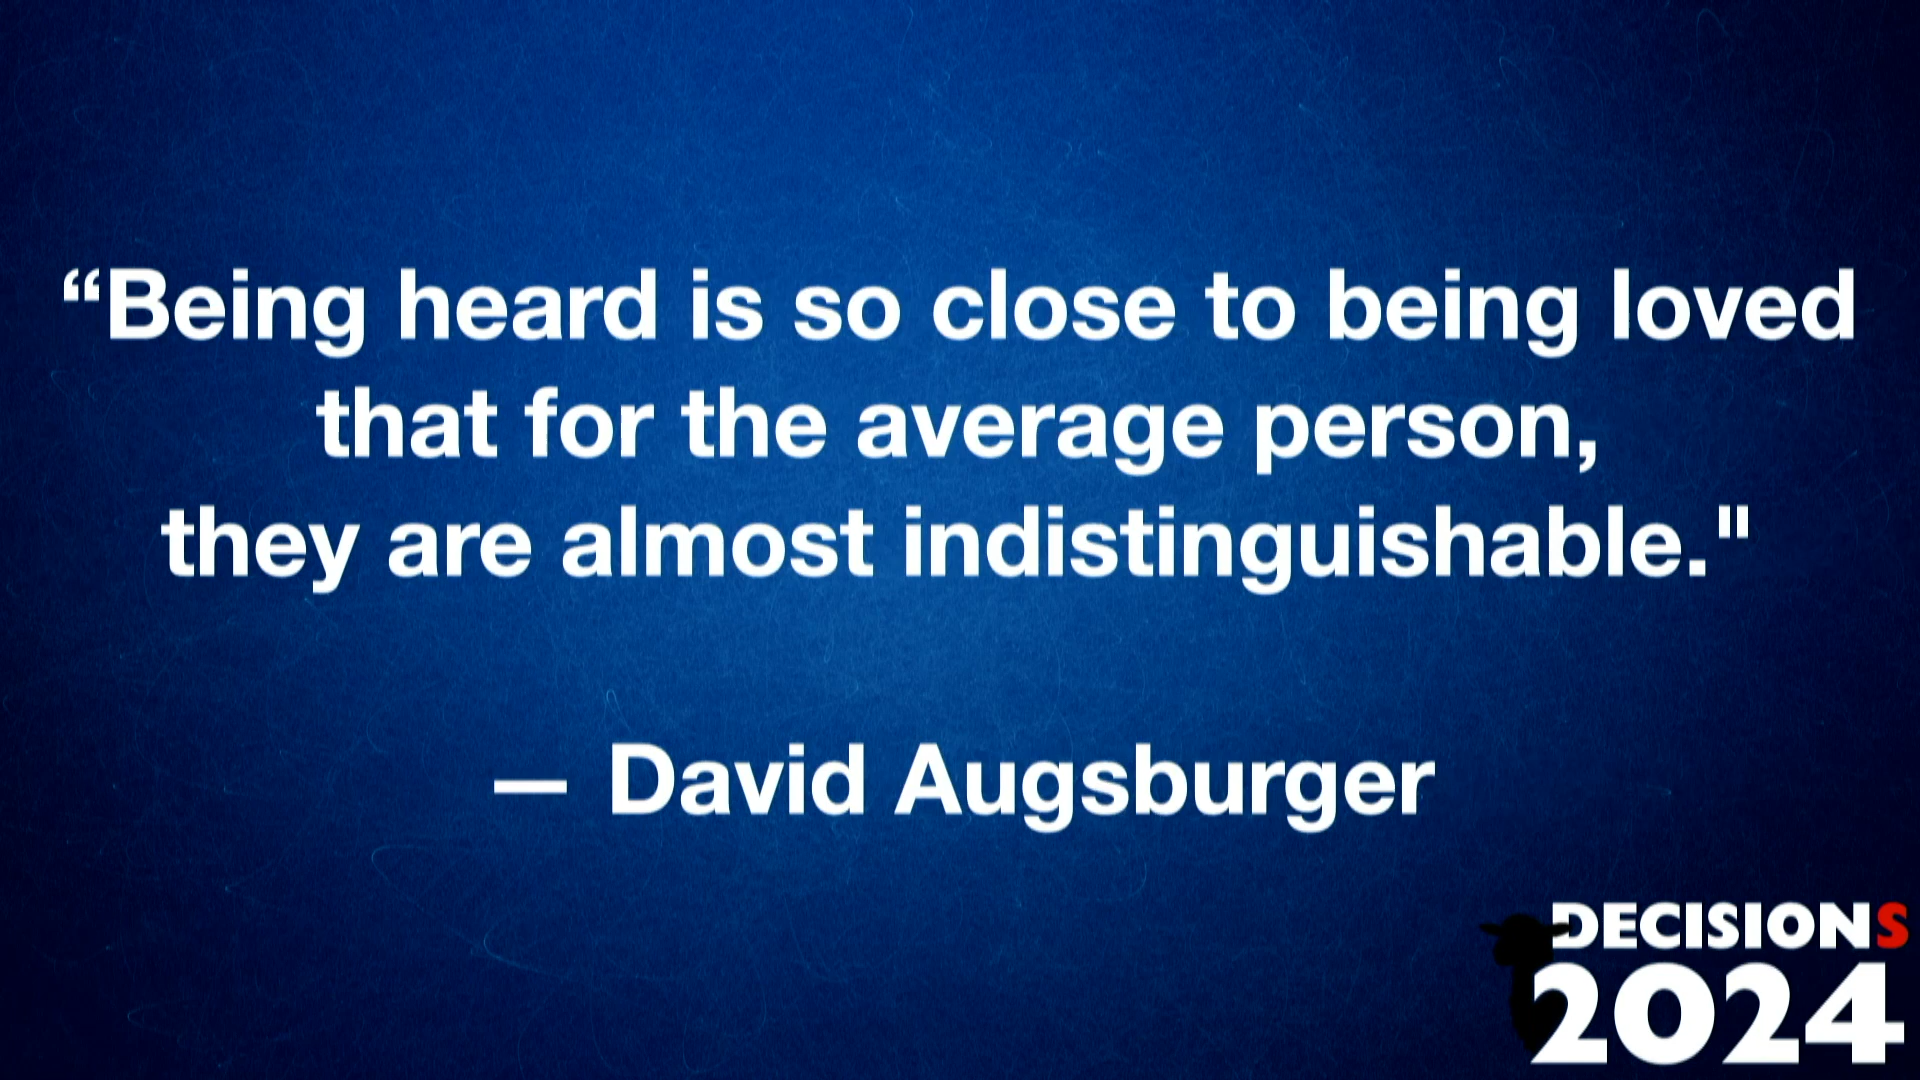 “Being heard is so close to being loved
that for the average person,
they are almost indistinguishable."
— David Augsburger
DECISIONS
2024